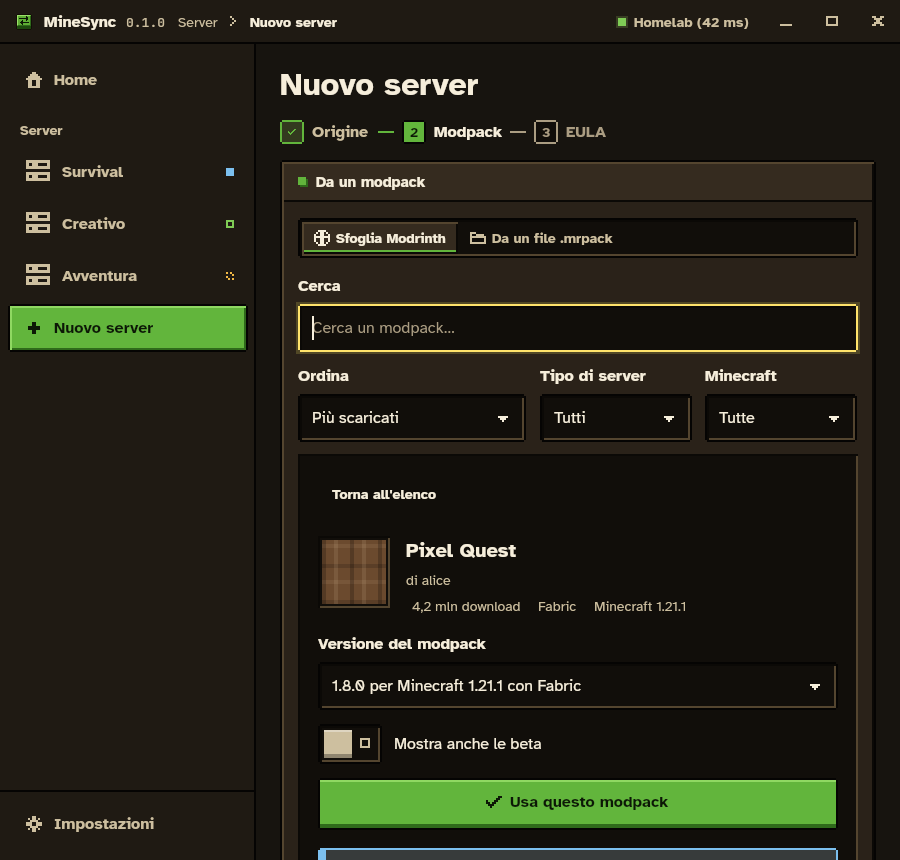 MineSync 0.1.0 Server Nuovo server Homelab (42 ms)
Home
Server
Survival
Creativo
Avventura
Nuovo server
Impostazioni
Nuovo server
Origine 2 Modpack 3 EULA
Da un modpack
Sfoglia Modrinth Da un file .mrpack
Cerca
Cerca un modpack...
Ordina Tipo di server Minecraft
Più scaricati Tutti Tutte
Torna all'elenco
Pixel Quest
di alice
4,2 mln download Fabric Minecraft 1.21.1
Versione del modpack
1.8.0 per Minecraft 1.21.1 con Fabric
Mostra anche le beta
Usa questo modpack